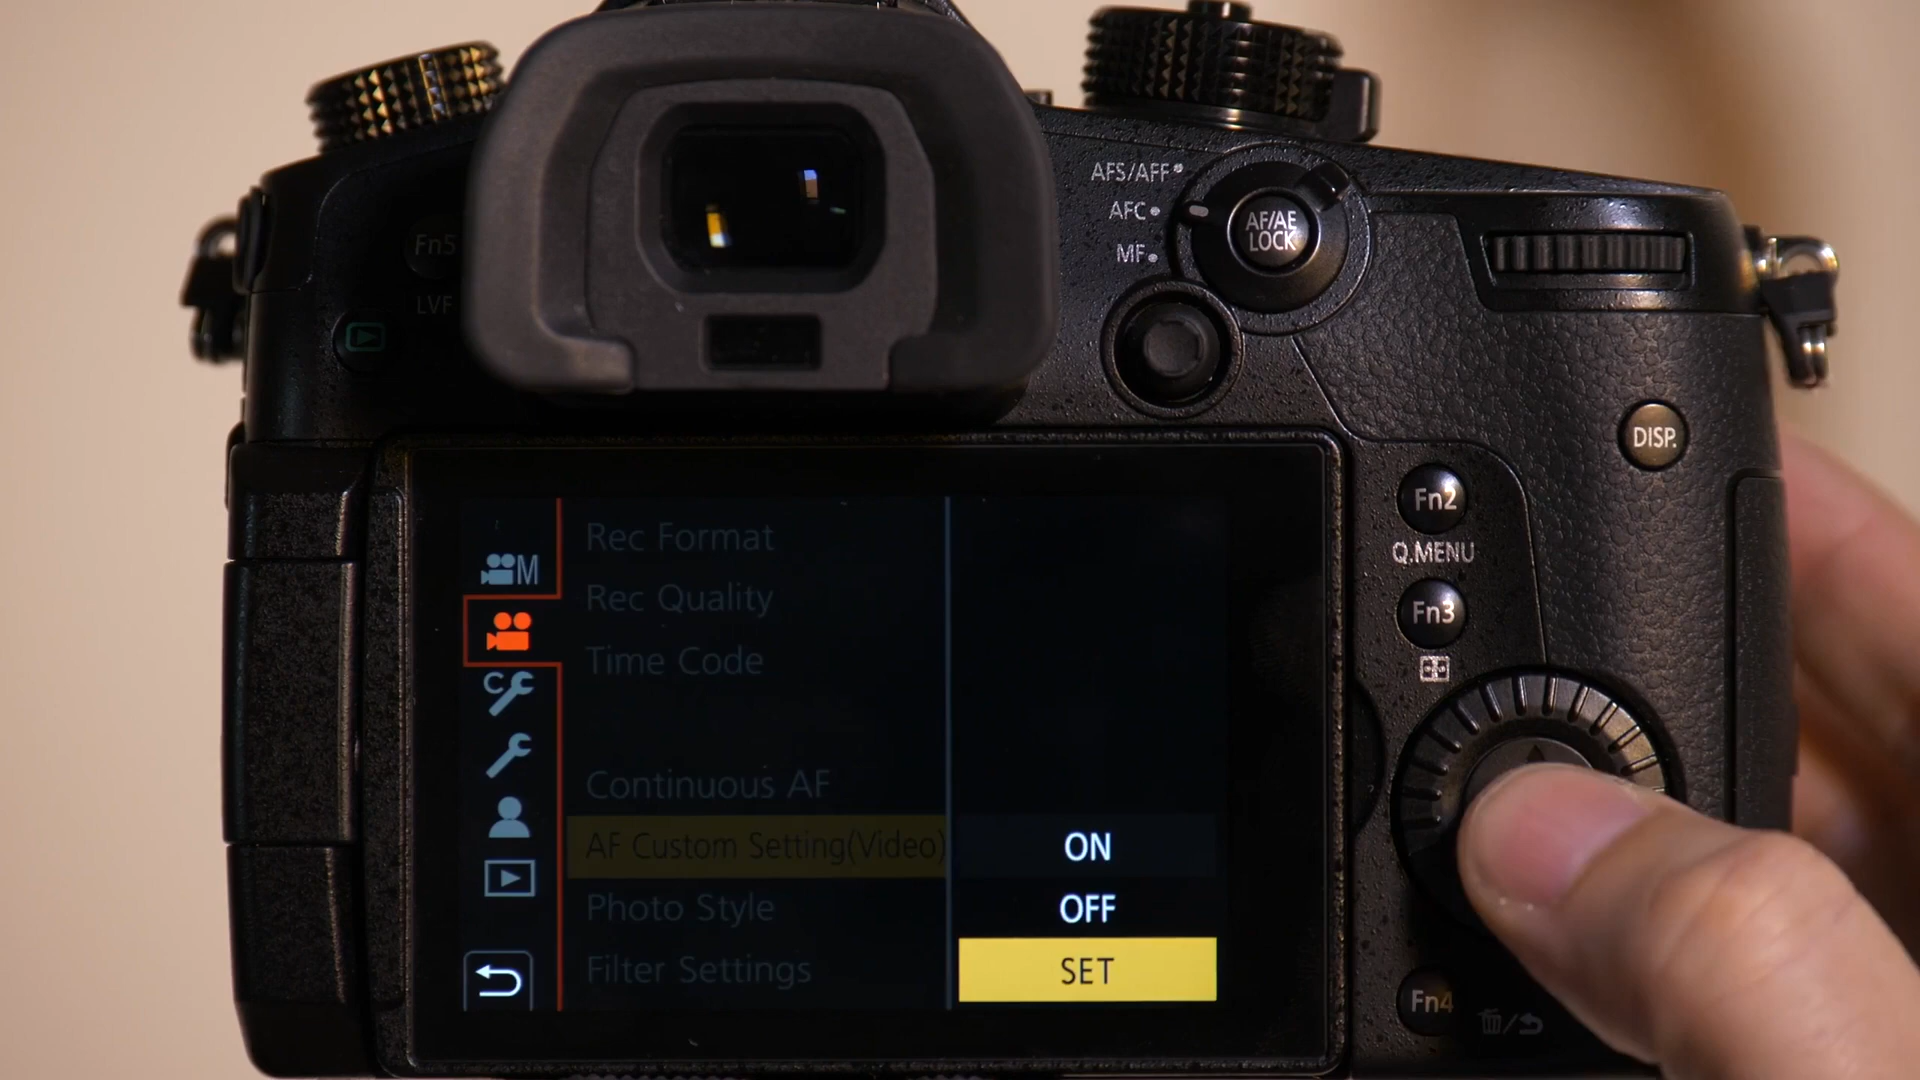 AFS/AFF
AFC
MF
AF/AE
LOCK
Fn5
LVF
DISP.
Fn2
Q.MENU
Fn3
Fn4
M
C
Rec Format
Rec Quality
Time Code
Continuous AF
AF Custom Setting(Video)
Photo Style
Filter Settings
ON
OFF
SET